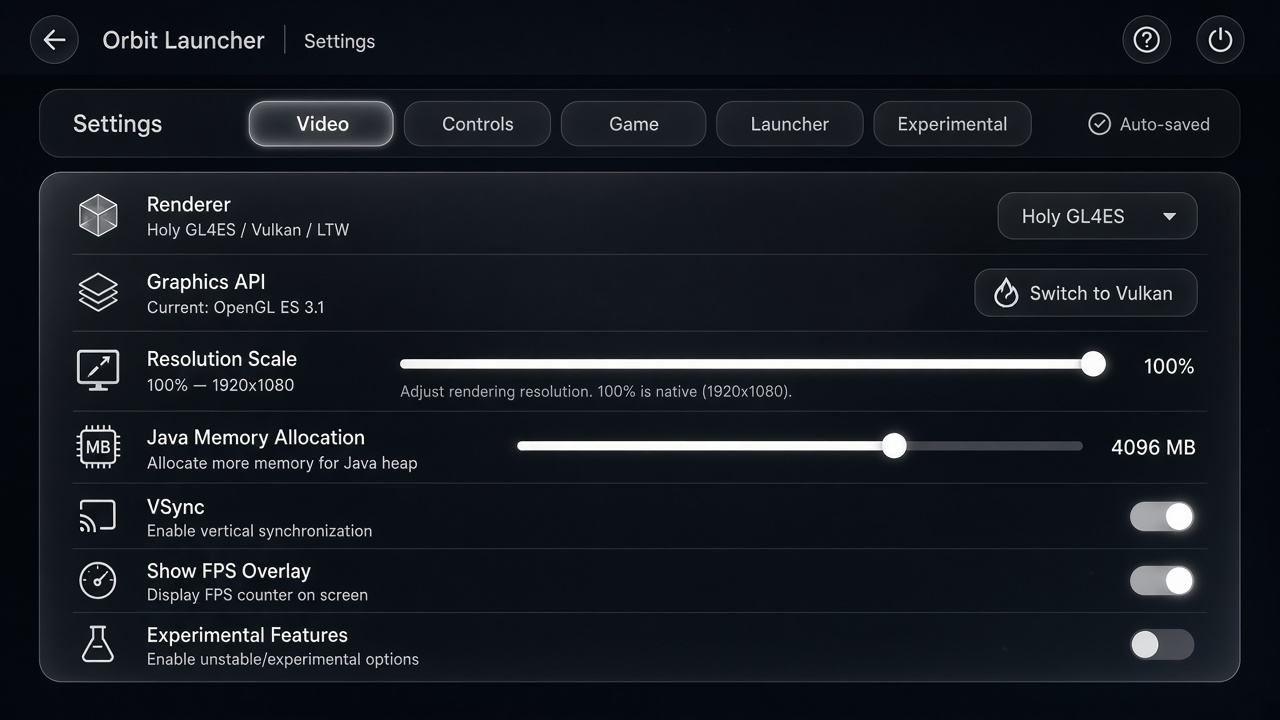 Orbit Launcher
Settings
Settings
Video
Controls
Game
Launcher
Experimental
Auto-saved
Renderer
Holy GL4ES / Vulkan / LTW
Holy GL4ES
Graphics API
Current: OpenGL ES 3.1
Switch to Vulkan
Resolution Scale
100% — 1920x1080
100%
Adjust rendering resolution. 100% is native (1920x1080).
MB
Java Memory Allocation
Allocate more memory for Java heap
4096 MB
VSync
Enable vertical synchronization
Show FPS Overlay
Display FPS counter on screen
Experimental Features
Enable unstable/experimental options